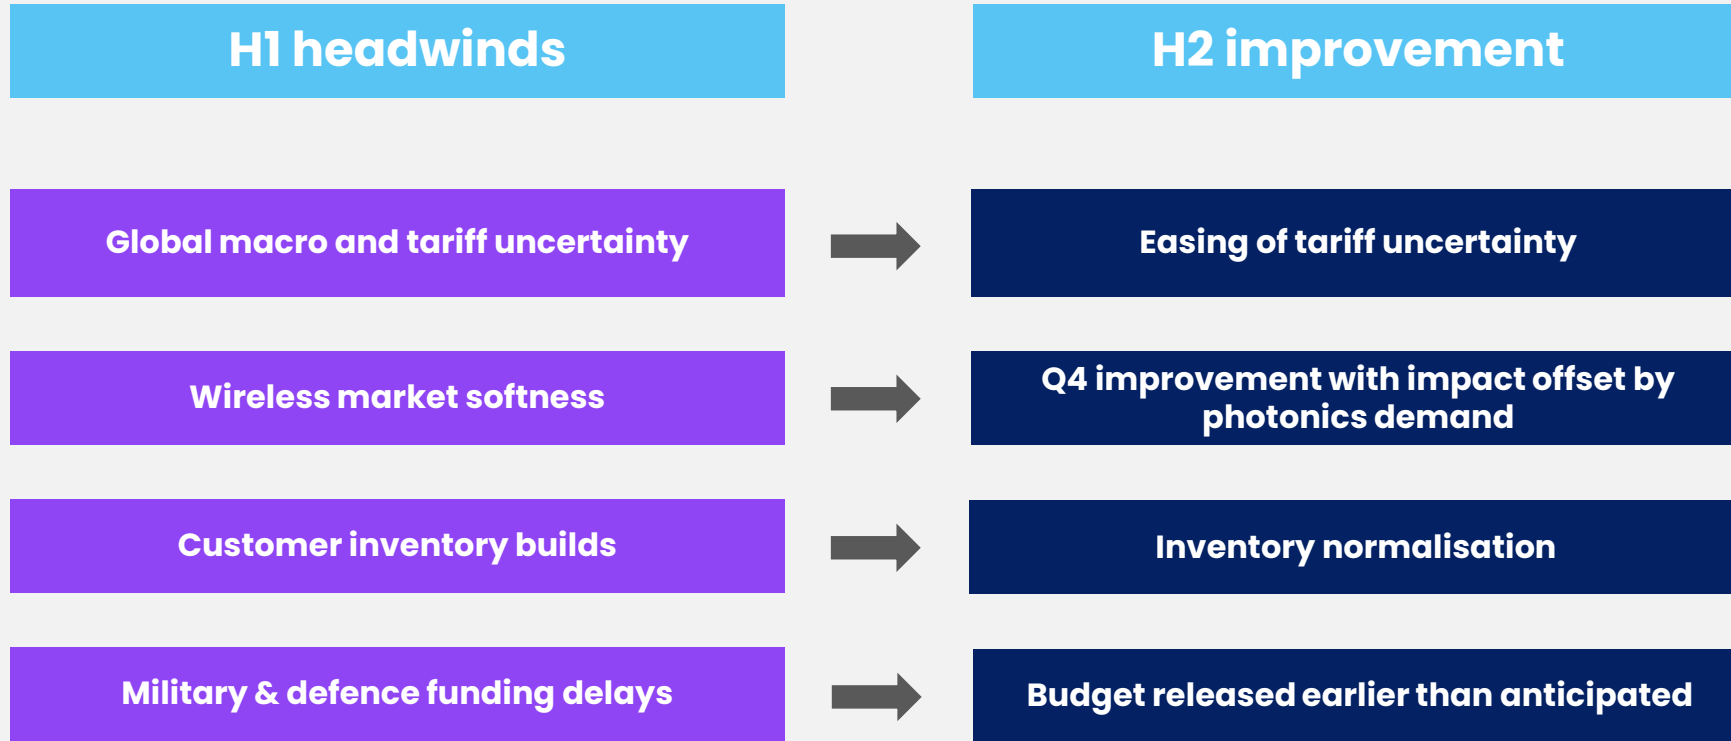 H1 headwinds
H2 improvement
Global macro and tariff uncertainty
Easing of tariff uncertainty
Wireless market softness
Q4 improvement with impact offset by
photonics demand
Customer inventory builds
Inventory normalisation
Military & defence funding delays
Budget released earlier than anticipated